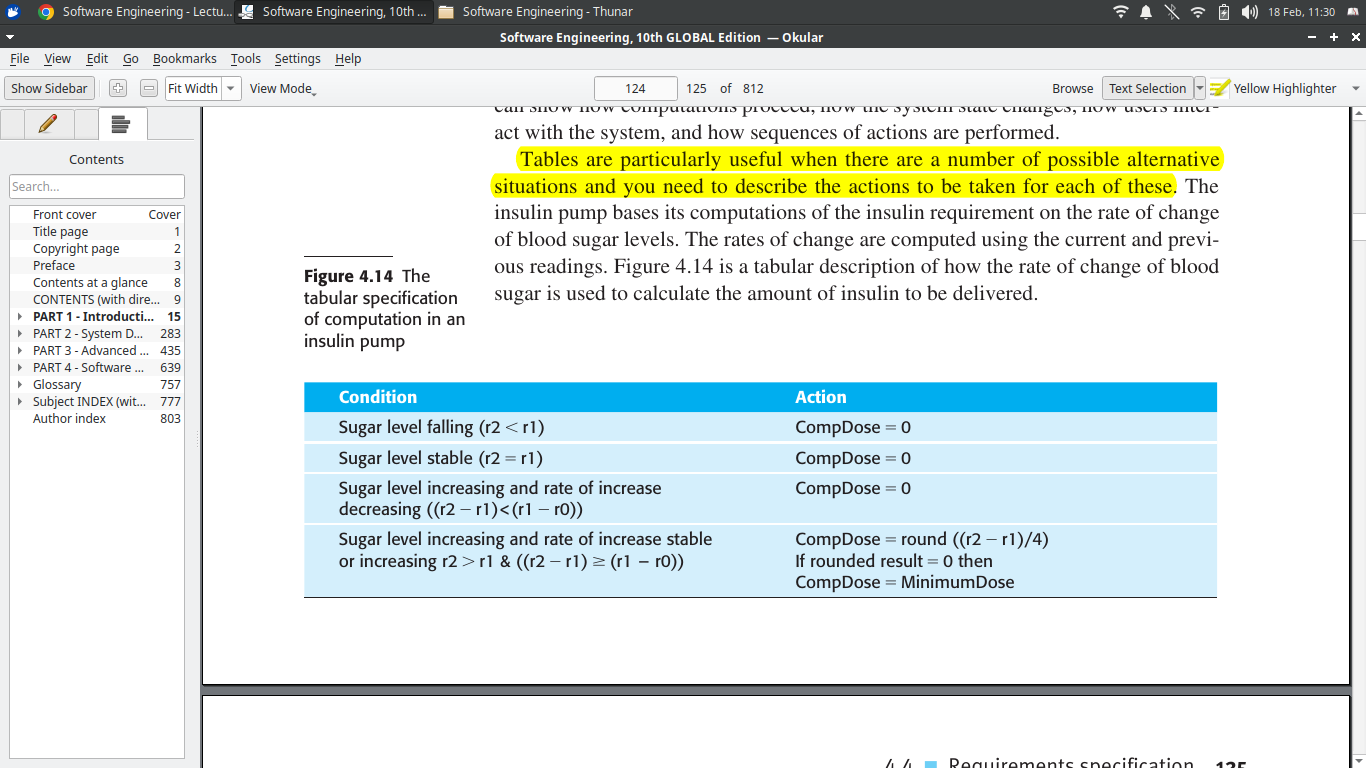 Software Engineering - Lectu...
Software Engineering, 10th ...
Software Engineering - Thunar
18 Feb, 11:30
Software Engineering, 10th GLOBAL Edition — Okular
File View Edit Go Bookmarks Tools Settings Help
Show Sidebar
Fit Width
View Mode
124
125 of 812
Browse
Text Selection
Yellow Highlighter
Contents
Search...
Front cover Cover
Title page 1
Copyright page 2
Preface 3
Contents at a glance 8
CONTENTS (with dire... 9
PART 1 - Introducti... 15
PART 2 - System D... 283
PART 3 - Advanced ... 435
PART 4 - Software ... 639
Glossary 757
Subject INDEX (wit... 777
Author index 803
can show how computations proceed, how the system state changes, how users inter-
act with the system, and how sequences of actions are performed.
Tables are particularly useful when there are a number of possible alternative
situations and you need to describe the actions to be taken for each of these. The
insulin pump bases its computations of the insulin requirement on the rate of change
of blood sugar levels. The rates of change are computed using the current and previ-
ous readings. Figure 4.14 is a tabular description of how the rate of change of blood
sugar is used to calculate the amount of insulin to be delivered.
Figure 4.14 The
tabular specification
of computation in an
insulin pump
Condition Action
Sugar level falling (r2 < r1) CompDose = 0
Sugar level stable (r2 = r1) CompDose = 0
Sugar level increasing and rate of increase CompDose = 0
decreasing ((r2 − r1)<(r1 − r0))
Sugar level increasing and rate of increase stable CompDose = round ((r2 − r1)/4)
or increasing r2 > r1 & ((r2 − r1) ≥ (r1 − r0)) If rounded result = 0 then
CompDose = MinimumDose
4.4 Requirements specification 125